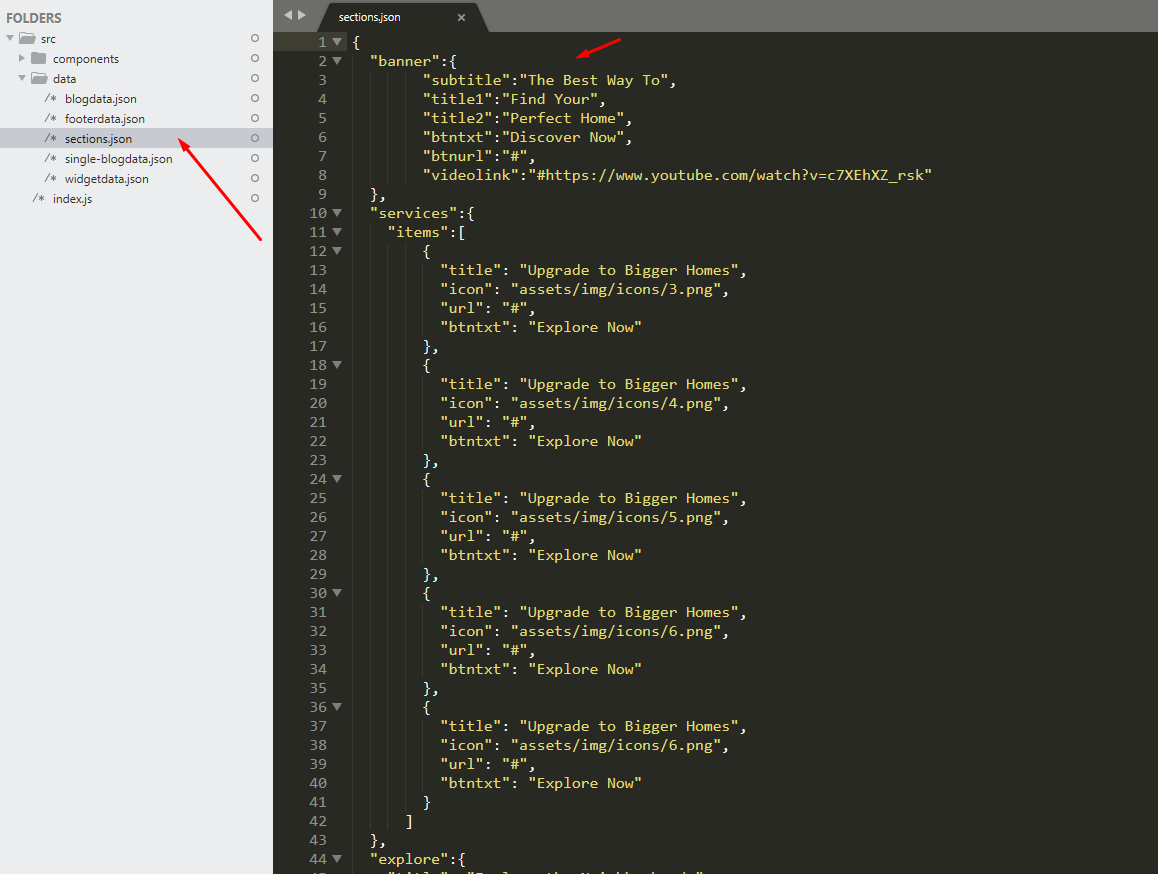 FOLDERS
src
components
data
/* blogdata.json
/* footerdata.json
/* sections.json
/* single-blogdata.json
/* widgetdata.json
/* index.js
sections.json ×
1 {
2 "banner":{
3 "subtitle":"The Best Way To",
4 "title1":"Find Your",
5 "title2":"Perfect Home",
6 "btntxt":"Discover Now",
7 "btnurl":"#",
8 "videolink":"#https://www.youtube.com/watch?v=c7XEhXZ_rsk"
9 },
10 "services":{
11 "items":[
12 {
13 "title": "Upgrade to Bigger Homes",
14 "icon": "assets/img/icons/3.png",
15 "url": "#",
16 "btntxt": "Explore Now"
17 },
18 {
19 "title": "Upgrade to Bigger Homes",
20 "icon": "assets/img/icons/4.png",
21 "url": "#",
22 "btntxt": "Explore Now"
23 },
24 {
25 "title": "Upgrade to Bigger Homes",
26 "icon": "assets/img/icons/5.png",
27 "url": "#",
28 "btntxt": "Explore Now"
29 },
30 {
31 "title": "Upgrade to Bigger Homes",
32 "icon": "assets/img/icons/6.png",
33 "url": "#",
34 "btntxt": "Explore Now"
35 },
36 {
37 "title": "Upgrade to Bigger Homes",
38 "icon": "assets/img/icons/6.png",
39 "url": "#",
40 "btntxt": "Explore Now"
41 }
42 ]
43 },
44 "explore":{